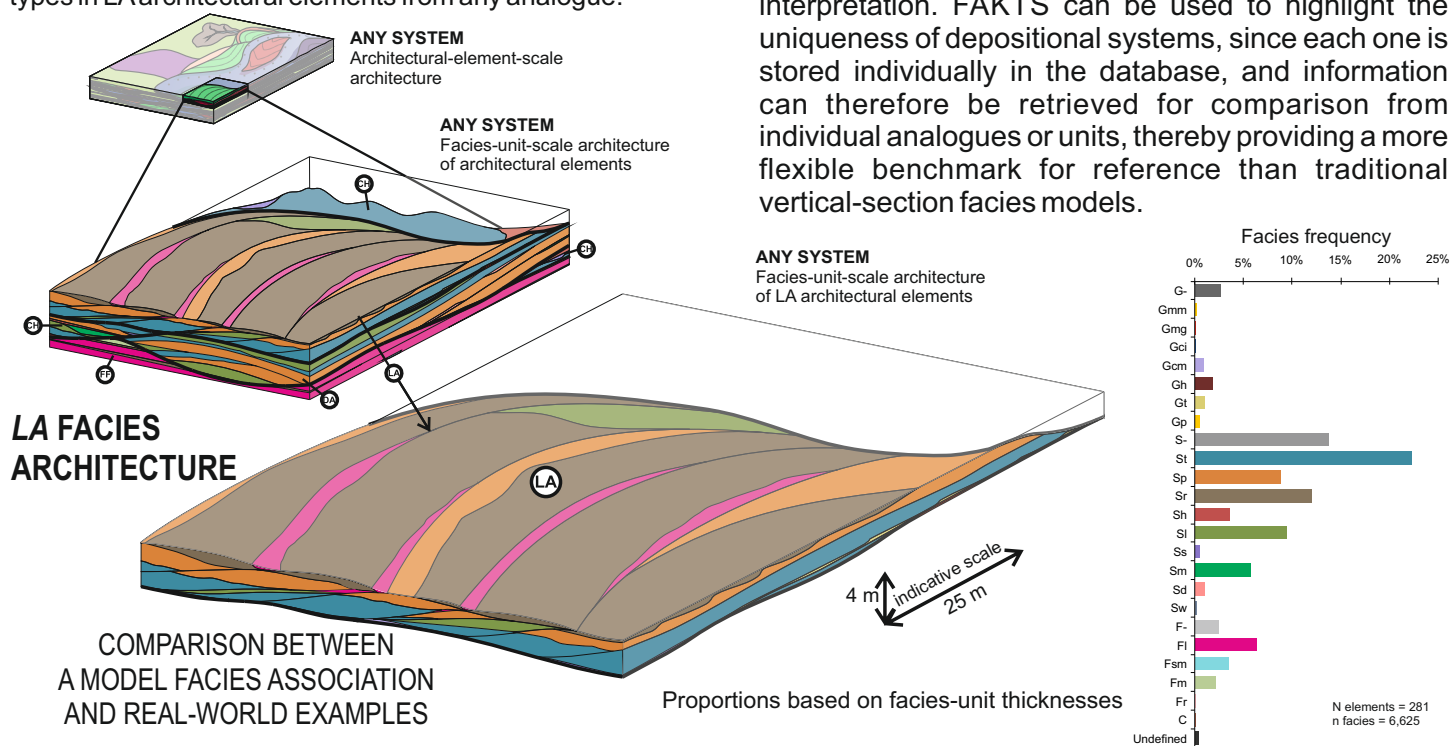 types in LA architectural elements from any analogue.
interpretation. FAKTS can be used to highlight the
uniqueness of depositional systems, since each one is
stored individually in the database, and information
can therefore be retrieved for comparison from
individual analogues or units, thereby providing a more
flexible benchmark for reference than traditional
vertical-section facies models.
ANY SYSTEM
Architectural-element-scale
architecture
ANY SYSTEM
Facies-unit-scale architecture
of architectural elements
CH
CH
CH
FF
DA
LA
LA FACIES
ARCHITECTURE
ANY SYSTEM
Facies-unit-scale architecture
of LA architectural elements
LA
4 m
indicative scale
25 m
COMPARISON BETWEEN
A MODEL FACIES ASSOCIATION
AND REAL-WORLD EXAMPLES
Proportions based on facies-unit thicknesses
Facies frequency
0% 5% 10% 15% 20% 25%
G-
Gmm
Gmg
Gci
Gcm
Gh
Gt
Gp
S-
St
Sp
Sr
Sh
Sl
Ss
Sm
Sd
Sw
F-
Fl
Fsm
Fm
Fr
C
Undefined
N elements = 281
n facies = 6,625